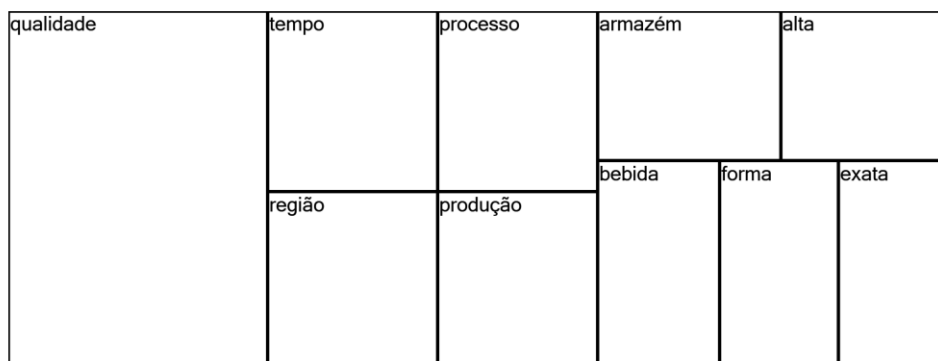 qualidade
tempo
processo
armazém
alta
região
produção
bebida
forma
exata